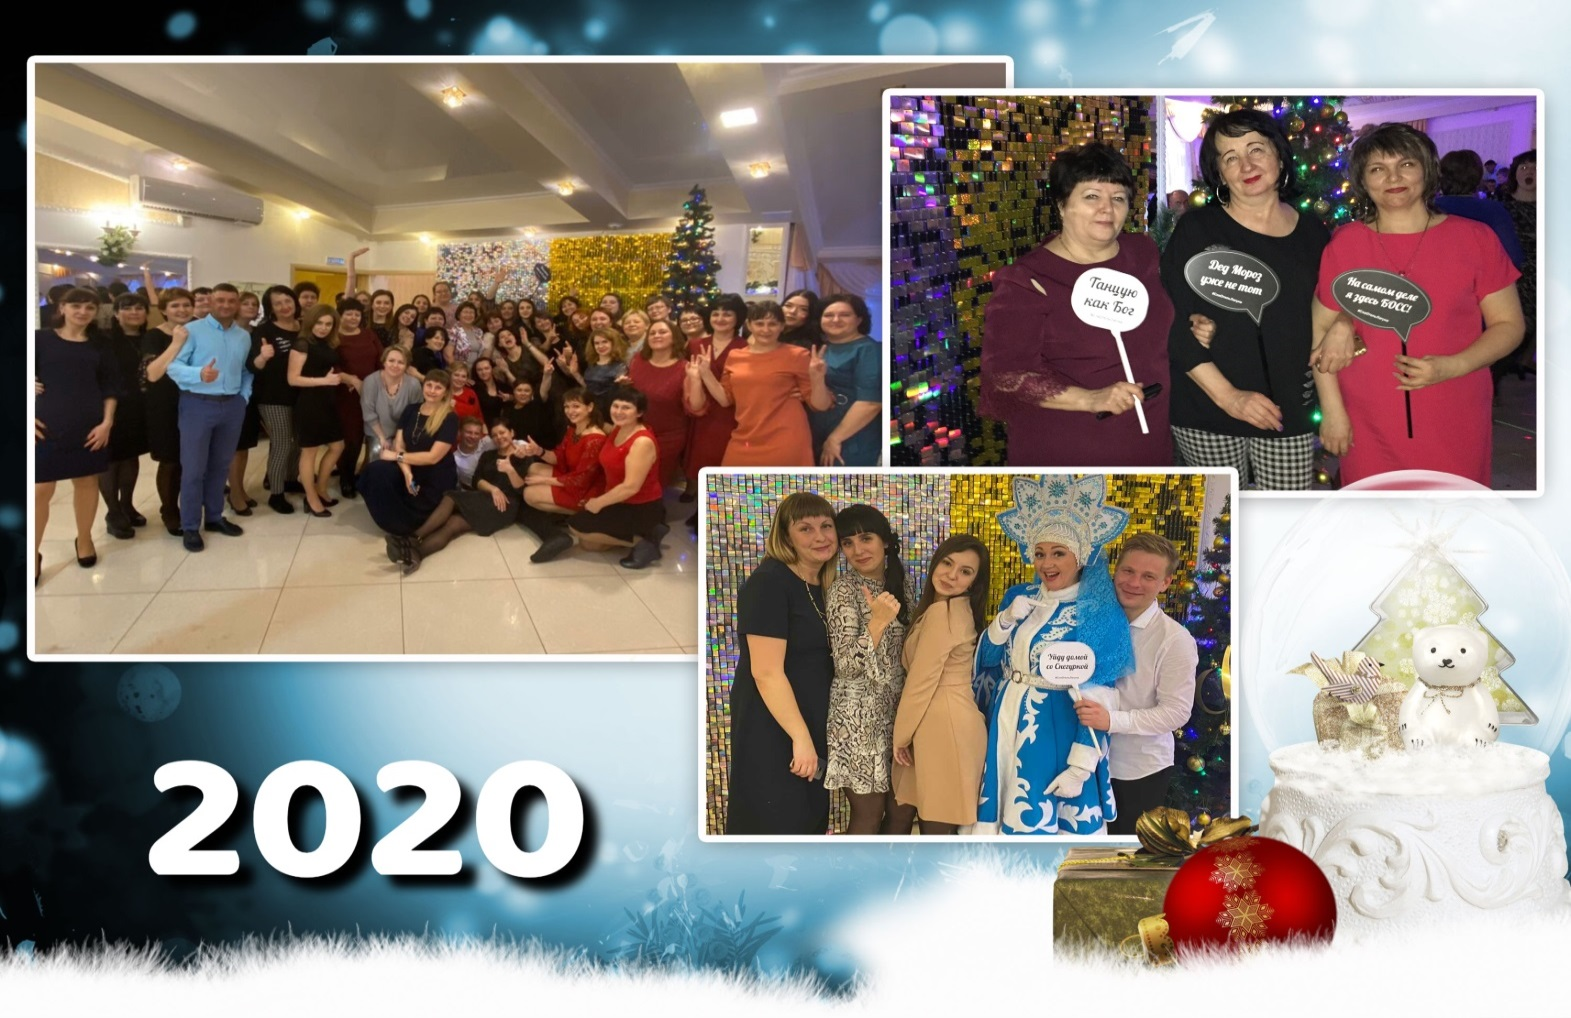 Танцую
как Бог
Дед Мороз
уже не тот
На самом деле
я здесь БОСС!
Уйду домой
со Снегуркой
2020